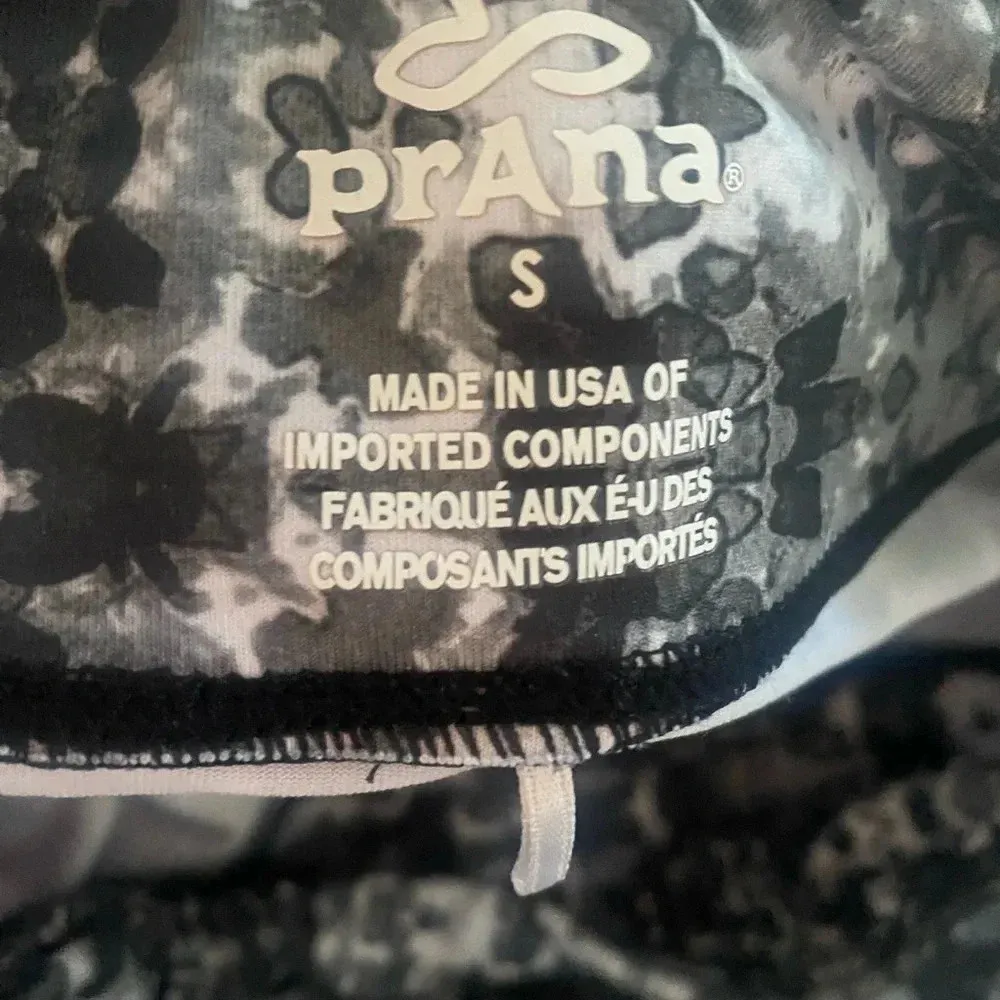 prAna®
S
MADE IN USA OF
IMPORTED COMPONENTS
FABRIQUÉ AUX É-U DES
COMPOSANTS IMPORTÉS